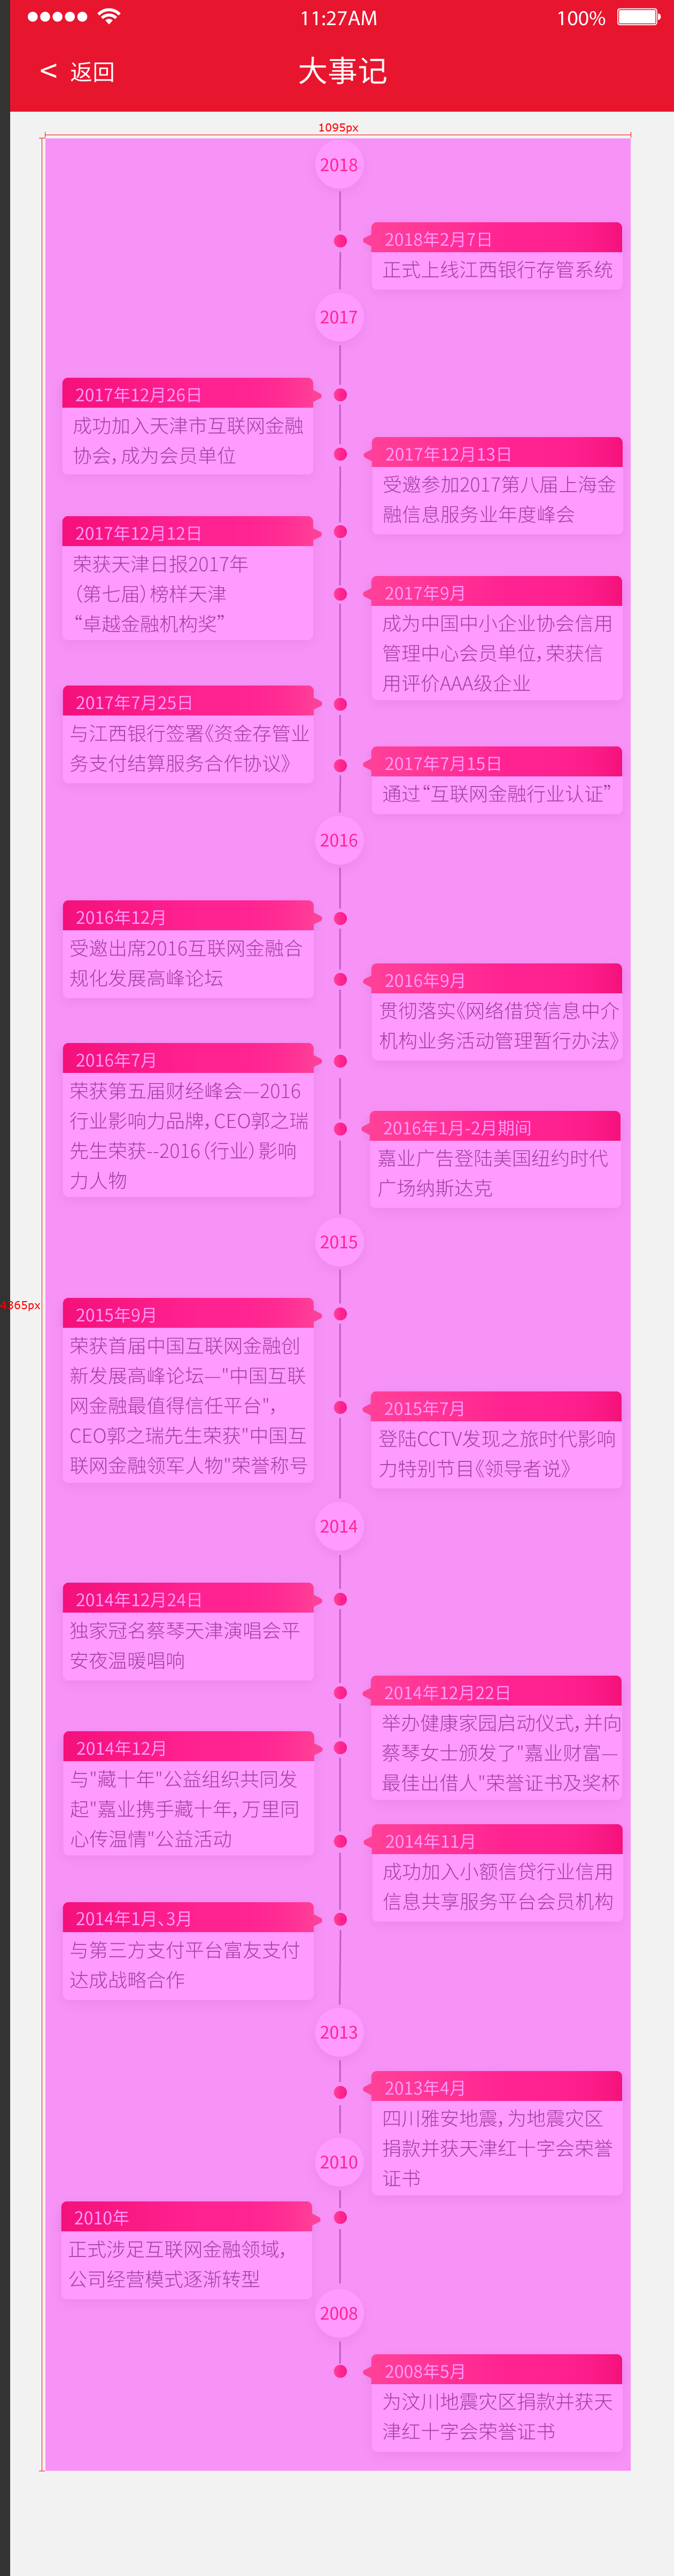 11:27AM
100%
< 返回
大事记
1095px
2018
2018年2月7日
正式上线江西银行存管系统
2017
2017年12月26日
成功加入天津市互联网金融
协会，成为会员单位
2017年12月13日
受邀参加2017第八届上海金
融信息服务业年度峰会
2017年12月12日
荣获天津日报2017年
（第七届）榜样天津
“卓越金融机构奖”
2017年9月
成为中国中小企业协会信用
管理中心会员单位，荣获信
用评价AAA级企业
2017年7月25日
与江西银行签署《资金存管业
务支付结算服务合作协议》
2017年7月15日
通过“互联网金融行业认证”
2016
2016年12月
受邀出席2016互联网金融合
规化发展高峰论坛
2016年9月
贯彻落实《网络借贷信息中介
机构业务活动管理暂行办法》
2016年7月
荣获第五届财经峰会—2016
行业影响力品牌，CEO郭之瑞
先生荣获--2016（行业）影响
力人物
2016年1月-2月期间
嘉业广告登陆美国纽约时代
广场纳斯达克
2015
4365px
2015年9月
荣获首届中国互联网金融创
新发展高峰论坛—"中国互联
网金融最值得信任平台"，
CEO郭之瑞先生荣获"中国互
联网金融领军人物"荣誉称号
2015年7月
登陆CCTV发现之旅时代影响
力特别节目《领导者说》
2014
2014年12月24日
独家冠名蔡琴天津演唱会平
安夜温暖唱响
2014年12月22日
举办健康家园启动仪式，并向
蔡琴女士颁发了"嘉业财富—
最佳出借人"荣誉证书及奖杯
2014年12月
与"藏十年"公益组织共同发
起"嘉业携手藏十年，万里同
心传温情"公益活动
2014年11月
成功加入小额信贷行业信用
信息共享服务平台会员机构
2014年1月、3月
与第三方支付平台富友支付
达成战略合作
2013
2013年4月
四川雅安地震，为地震灾区
捐款并获天津红十字会荣誉
证书
2010
2010年
正式涉足互联网金融领域，
公司经营模式逐渐转型
2008
2008年5月
为汶川地震灾区捐款并获天
津红十字会荣誉证书